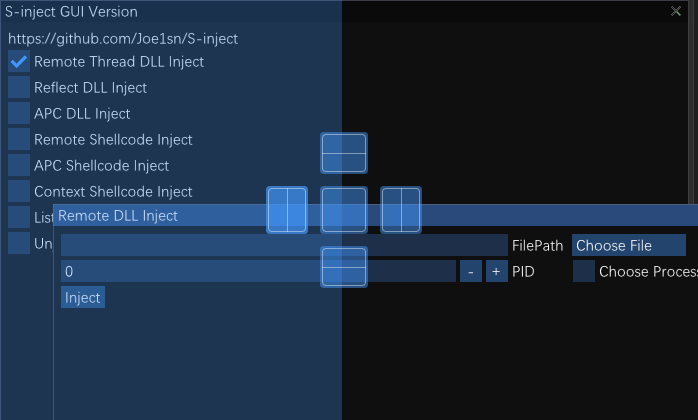 S-inject GUI Version
https://github.com/Joe1sn/S-inject
Remote Thread DLL Inject
Reflect DLL Inject
APC DLL Inject
Remote Shellcode Inject
APC Shellcode Inject
Context Shellcode Inject
Remote DLL Inject
FilePath Choose File
0 - + PID Choose Process
Inject